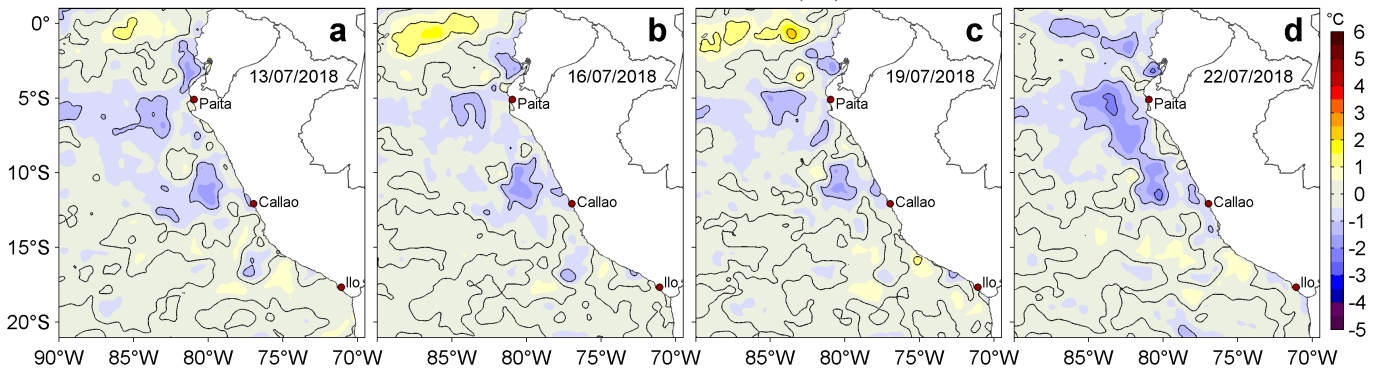 0°
5°S
10°S
15°S
20°S
a
13/07/2018
Paita
Callao
Ilo
90°W
85°W
80°W
75°W
70°W
b
16/07/2018
Paita
Callao
Ilo
85°W
80°W
75°W
70°W
c
19/07/2018
Paita
Callao
Ilo
85°W
80°W
75°W
70°W
d
22/07/2018
Paita
Callao
Ilo
85°W
80°W
75°W
70°W
°C
6
5
4
3
2
1
0
-1
-2
-3
-4
-5